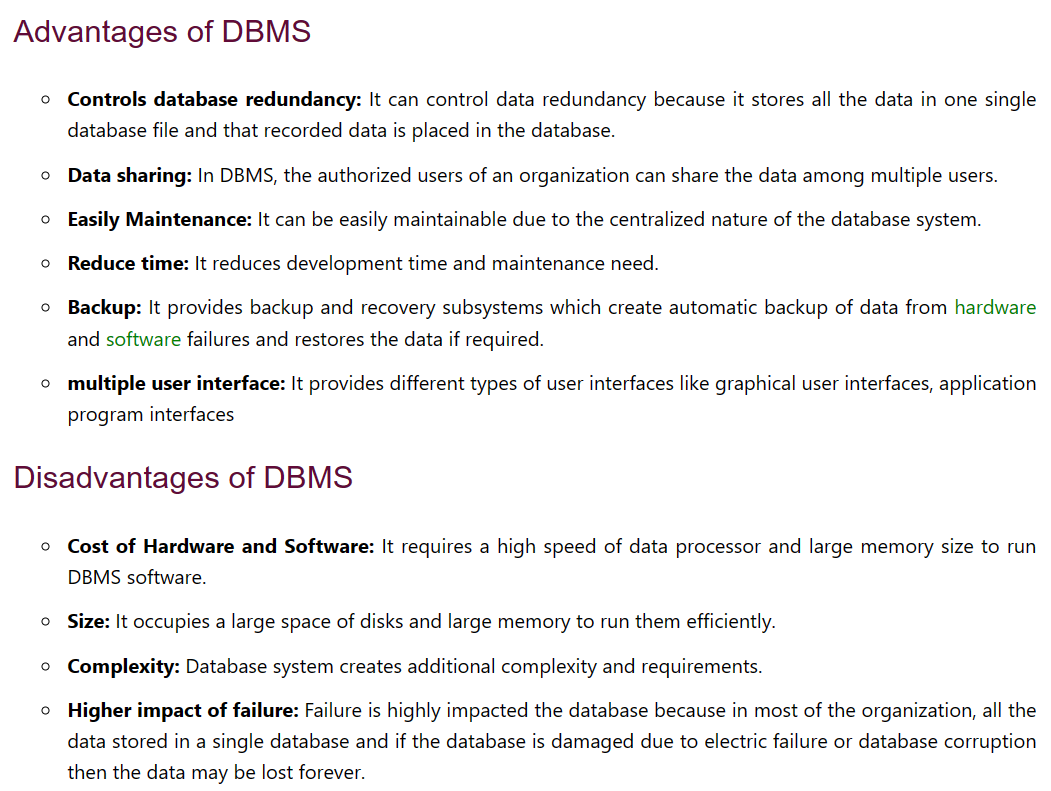 Advantages of DBMS
Controls database redundancy: It can control data redundancy because it stores all the data in one single
database file and that recorded data is placed in the database.
Data sharing: In DBMS, the authorized users of an organization can share the data among multiple users.
Easily Maintenance: It can be easily maintainable due to the centralized nature of the database system.
Reduce time: It reduces development time and maintenance need.
Backup: It provides backup and recovery subsystems which create automatic backup of data from hardware
and software failures and restores the data if required.
multiple user interface: It provides different types of user interfaces like graphical user interfaces, application
program interfaces
Disadvantages of DBMS
Cost of Hardware and Software: It requires a high speed of data processor and large memory size to run
DBMS software.
Size: It occupies a large space of disks and large memory to run them efficiently.
Complexity: Database system creates additional complexity and requirements.
Higher impact of failure: Failure is highly impacted the database because in most of the organization, all the
data stored in a single database and if the database is damaged due to electric failure or database corruption
then the data may be lost forever.